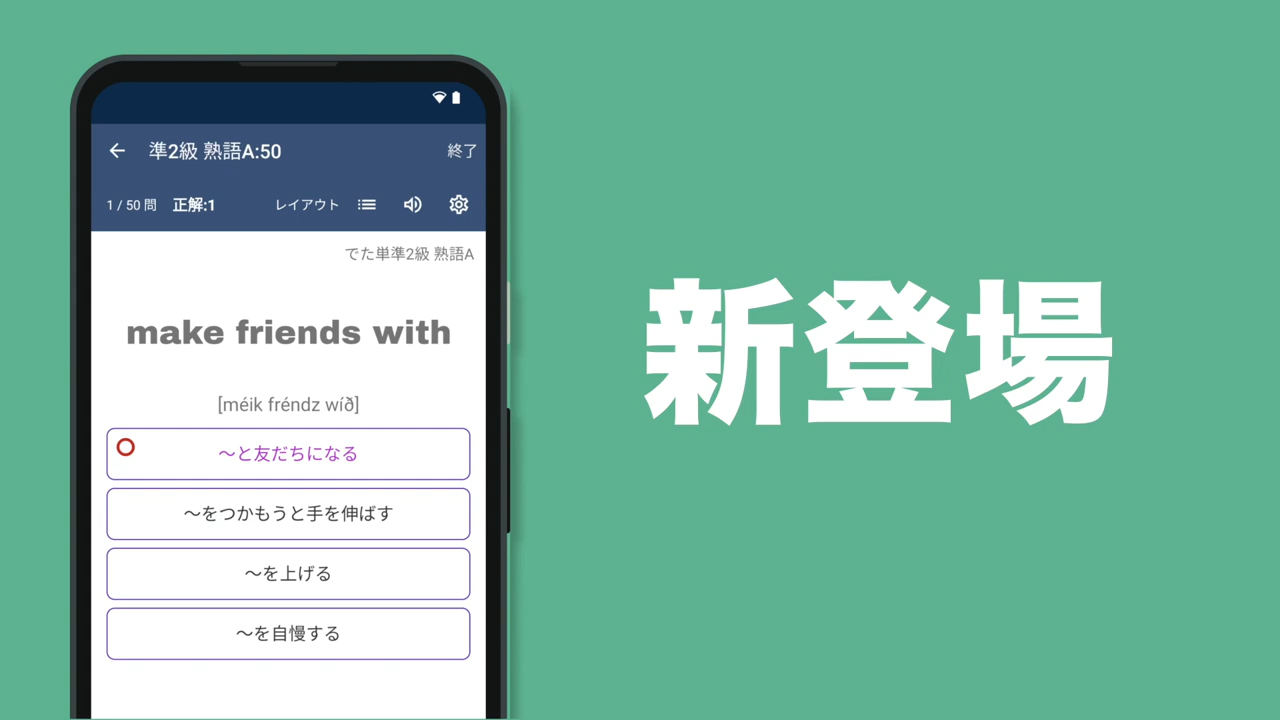 準2級 熟語A:50
終了
1 / 50 問 正解:1 レイアウト
でた単準2級 熟語A
make friends with
[méik fréndz wíð]
～と友だちになる
～をつかもうと手を伸ばす
～を上げる
～を自慢する
新登場